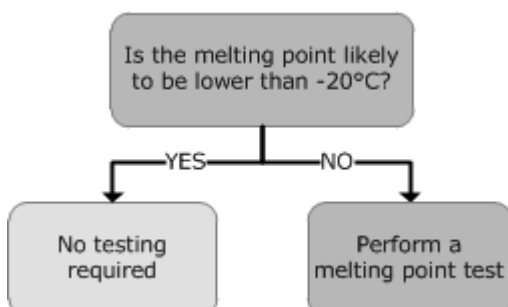 Is the melting point likely
to be lower than -20°C?
YES
NO
No testing
required
Perform a
melting point test